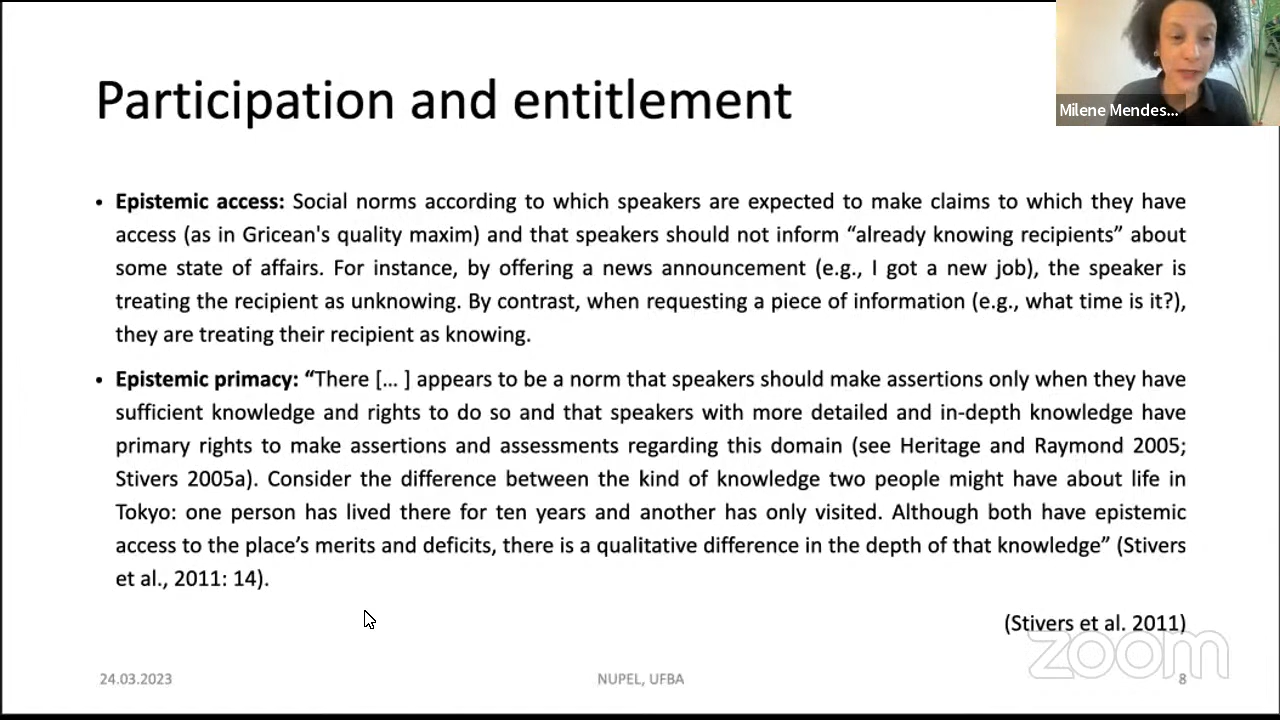 Participation and entitlement
Milene Mendes...
• Epistemic access: Social norms according to which speakers are expected to make claims to which they have
access (as in Gricean's quality maxim) and that speakers should not inform “already knowing recipients” about
some state of affairs. For instance, by offering a news announcement (e.g., I got a new job), the speaker is
treating the recipient as unknowing. By contrast, when requesting a piece of information (e.g., what time is it?),
they are treating their recipient as knowing.
• Epistemic primacy: “There [... ] appears to be a norm that speakers should make assertions only when they have
sufficient knowledge and rights to do so and that speakers with more detailed and in-depth knowledge have
primary rights to make assertions and assessments regarding this domain (see Heritage and Raymond 2005;
Stivers 2005a). Consider the difference between the kind of knowledge two people might have about life in
Tokyo: one person has lived there for ten years and another has only visited. Although both have epistemic
access to the place’s merits and deficits, there is a qualitative difference in the depth of that knowledge” (Stivers
et al., 2011: 14).
(Stivers et al. 2011)
zoom
24.03.2023
NUPEL, UFBA
8